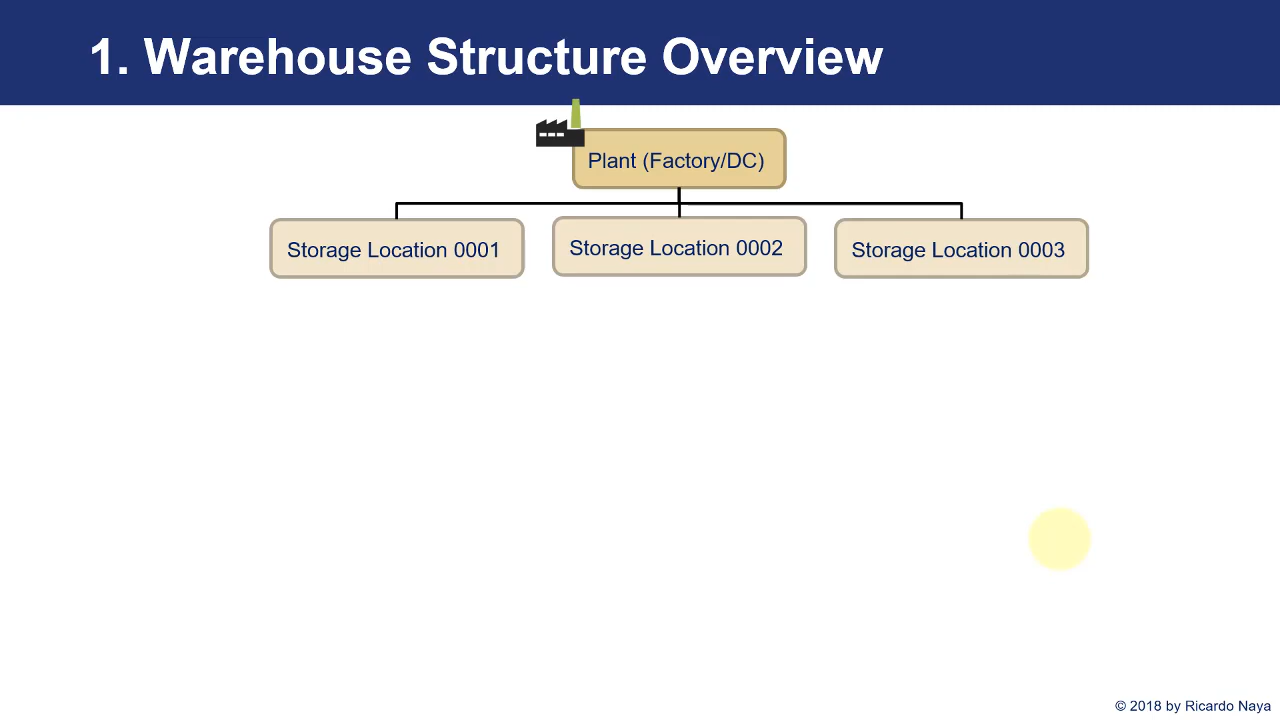 1. Warehouse Structure Overview
Plant (Factory/DC)
Storage Location 0001
Storage Location 0002
Storage Location 0003
© 2018 by Ricardo Naya